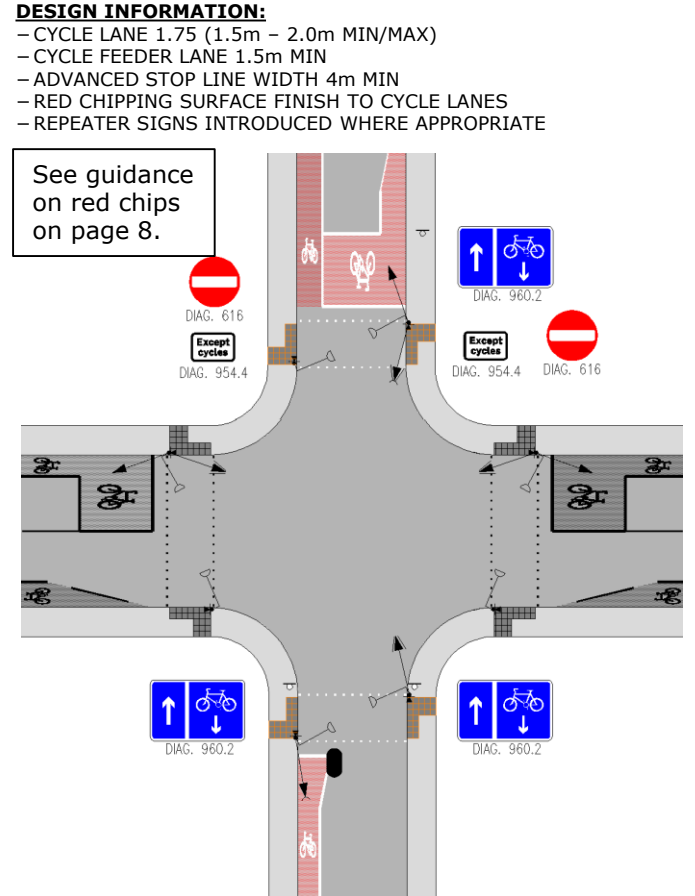 DESIGN INFORMATION:
– CYCLE LANE 1.75 (1.5m – 2.0m MIN/MAX)
– CYCLE FEEDER LANE 1.5m MIN
– ADVANCED STOP LINE WIDTH 4m MIN
– RED CHIPPING SURFACE FINISH TO CYCLE LANES
– REPEATER SIGNS INTRODUCED WHERE APPROPRIATE
See guidance
on red chips
on page 8.
DIAG. 960.2
DIAG. 616
Except
cycles
DIAG. 954.4
Except
cycles
DIAG. 954.4
DIAG. 616
DIAG. 960.2
DIAG. 960.2